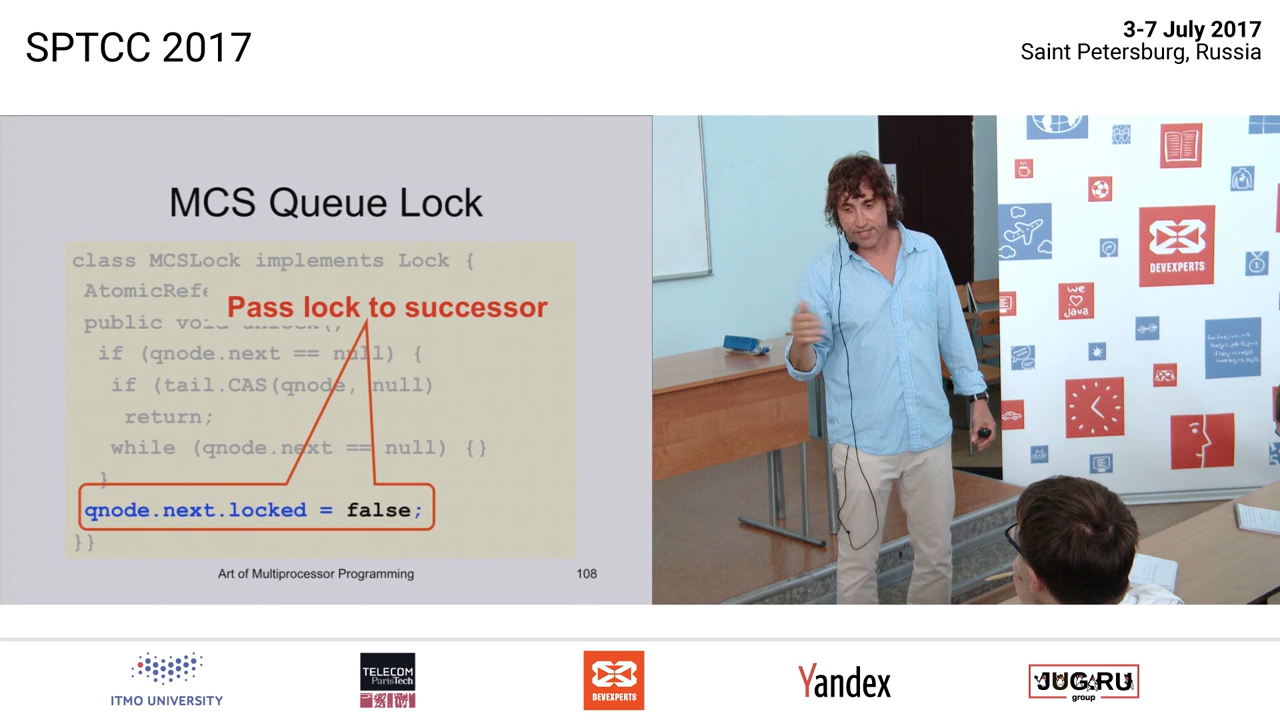 SPTCC 2017
3-7 July 2017
Saint Petersburg, Russia
MCS Queue Lock
class MCSLock implements Lock {
AtomicRefe
Pass lock to successor
public void unlock()
if (qnode.next == null) {
if (tail.CAS(qnode, null)
return;
while (qnode.next == null) {}
}
qnode.next.locked = false;
}}
Art of Multiprocessor Programming
108
DEVEXPERTS
we
java
1
ITMO UNIVERSITY
TELECOM
ParisTech
DEVEXPERTS
Yandex
JUG.RU
group